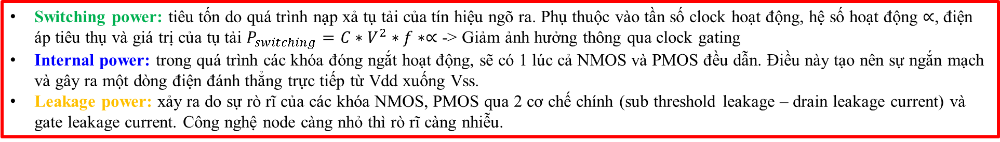 • Switching power: tiêu tốn do quá trình nạp xả tụ tải của tín hiệu ngõ ra. Phụ thuộc vào tần số clock hoạt động, hệ số hoạt động ∝, điện
áp tiêu thụ và giá trị của tụ tải P_switching = C * V² * f *∝ -> Giảm ảnh hưởng thông qua clock gating
• Internal power: trong quá trình các khóa đóng ngắt hoạt động, sẽ có 1 lúc cả NMOS và PMOS đều dẫn. Điều này tạo nên sự ngắn mạch
và gây ra một dòng điện đánh thẳng trực tiếp từ Vdd xuống Vss.
• Leakage power: xảy ra do sự rò rĩ của các khóa NMOS, PMOS qua 2 cơ chế chính (sub threshold leakage – drain leakage current) và
gate leakage current. Công nghệ node càng nhỏ thì rò rĩ càng nhiễu.